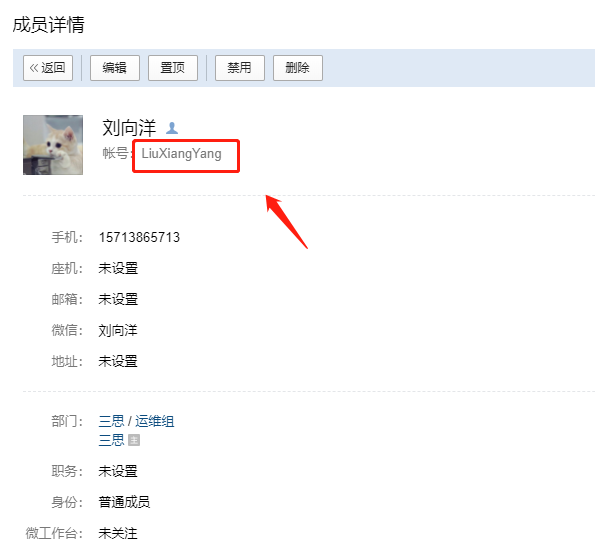 成员详情
返回 编辑 置顶 禁用 删除
刘向洋
帐号: LiuXiangYang
手机: 15713865713
座机: 未设置
邮箱: 未设置
微信: 刘向洋
地址: 未设置
部门: 三思 / 运维组
三思 主
职务: 未设置
身份: 普通成员
微工作台: 未关注